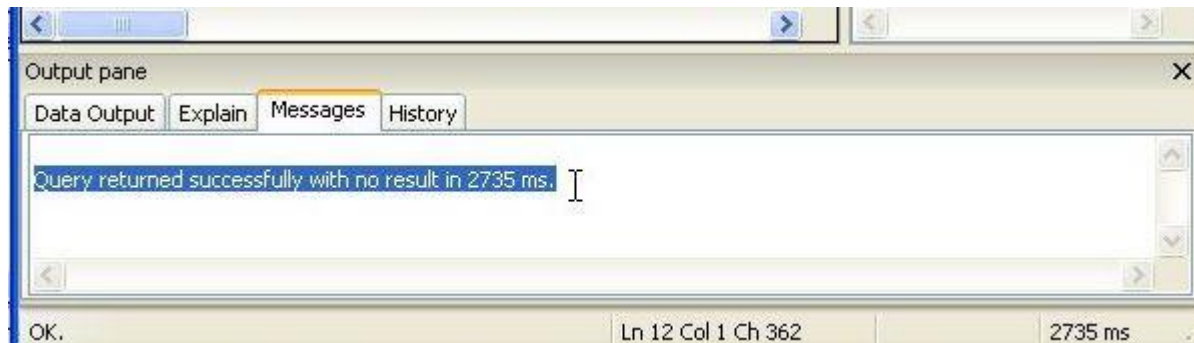 Output pane
Data Output Explain Messages History
Query returned successfully with no result in 2735 ms.
OK. Ln 12 Col 1 Ch 362 2735 ms